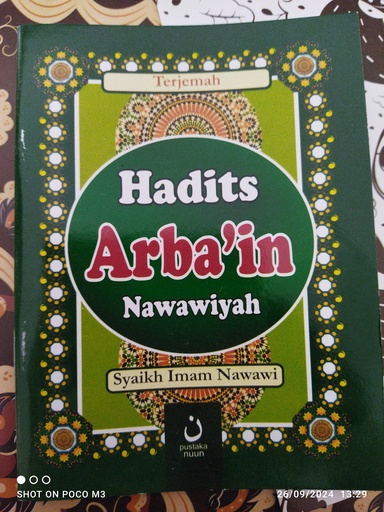 Terjemah
Hadits
Arba'in
Nawawiyah
Syaikh Imam Nawawi
ن
pustaka
nuun
SHOT ON POCO M3
26/09/2024 13.29